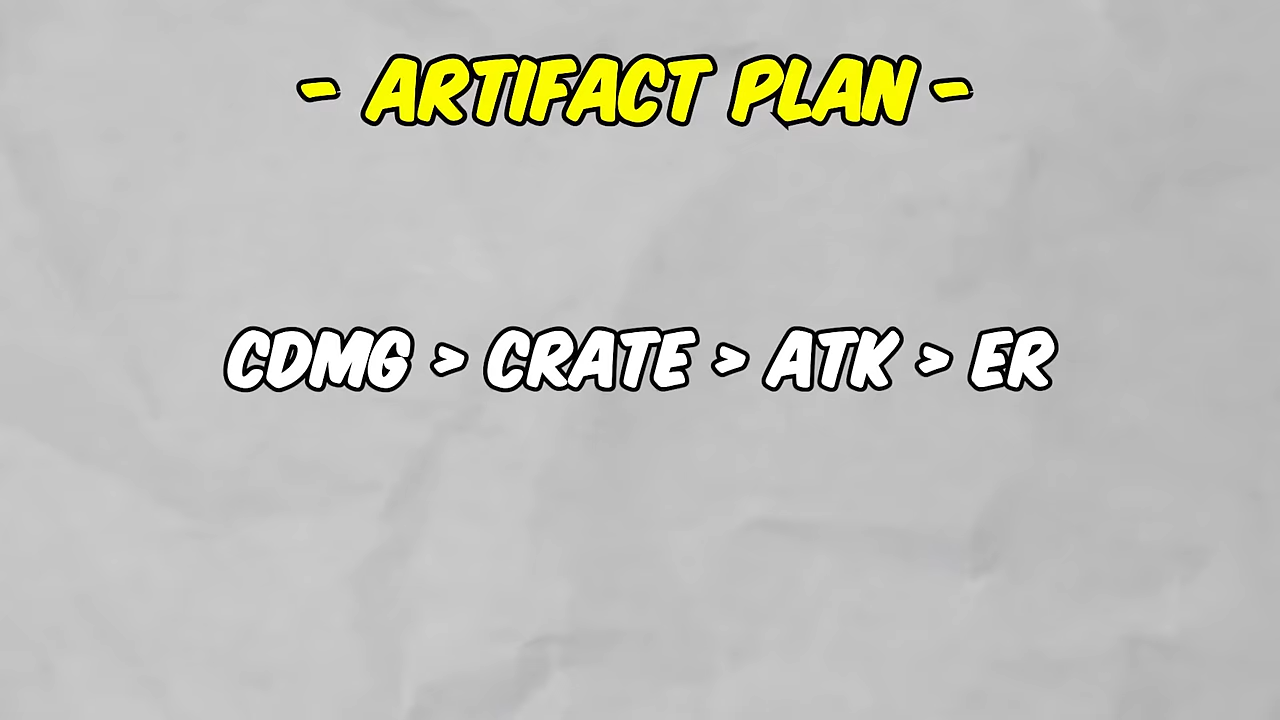 - ARTIFACT PLAN -
CDMG > CRATE > ATK > ER